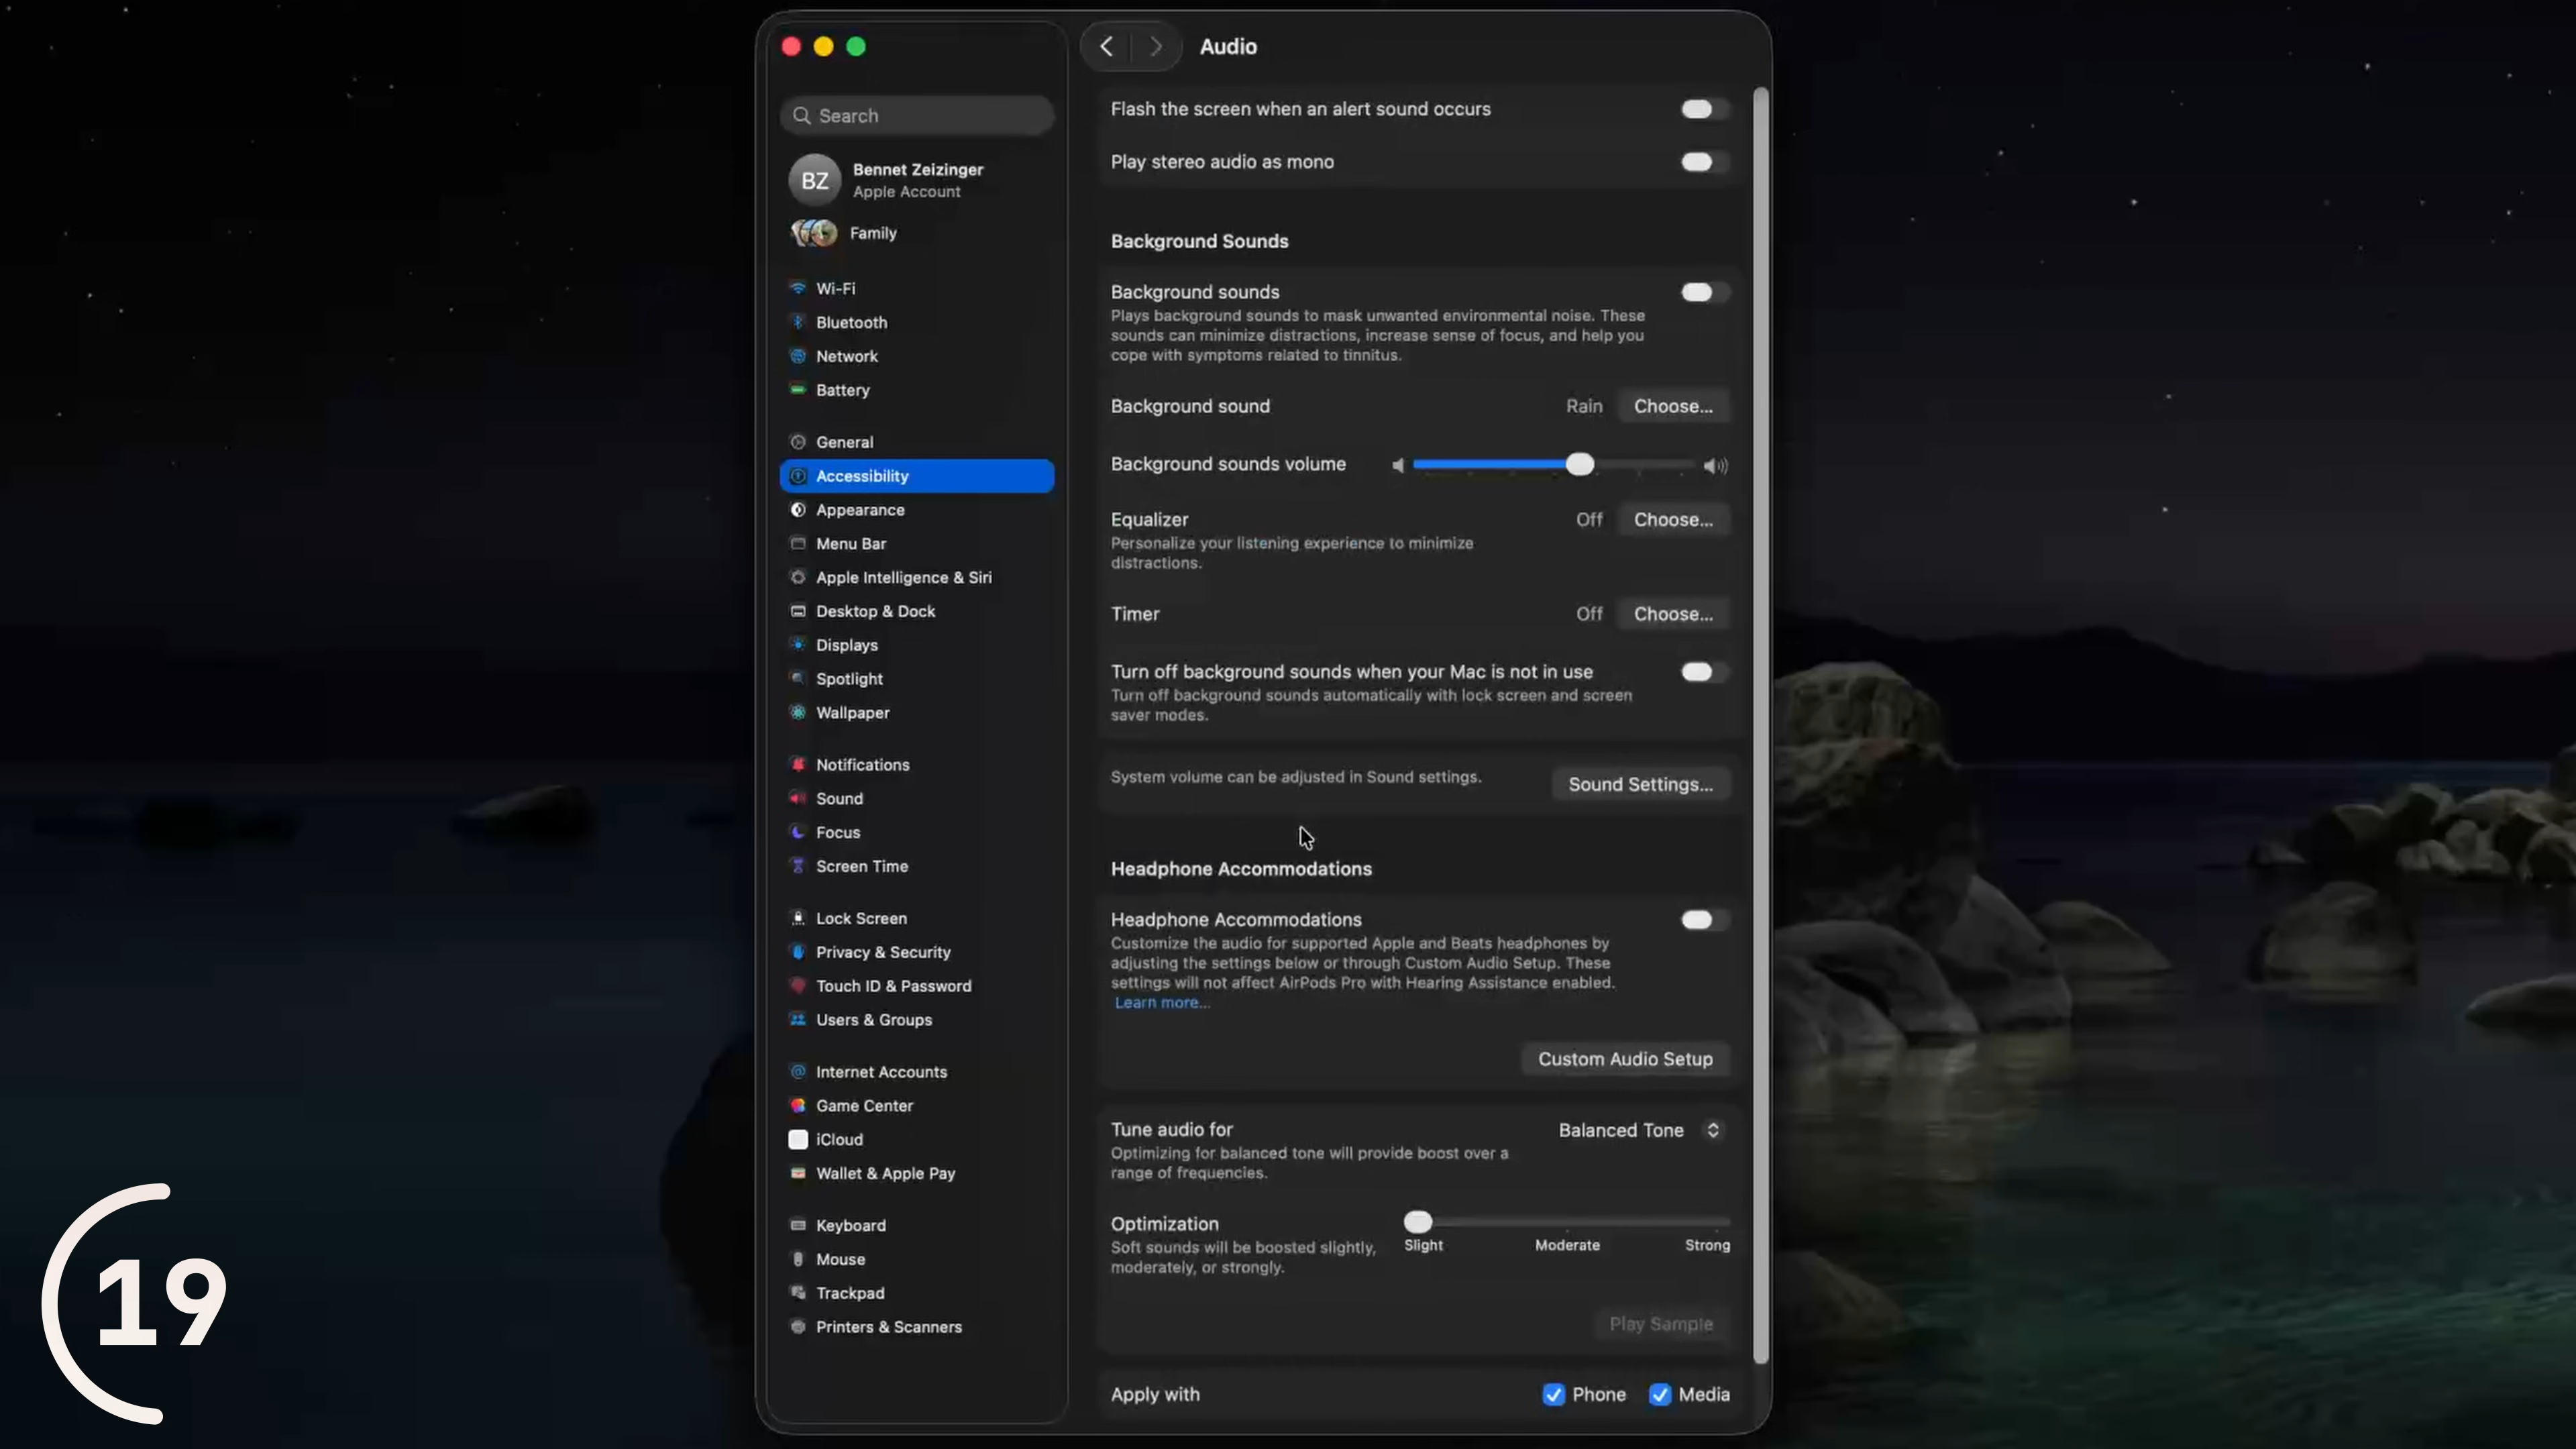 Audio
Search
BZ
Bennet Zeizinger
Apple Account
Family
Wi-Fi
Bluetooth
Network
Battery
General
Accessibility
Appearance
Menu Bar
Apple Intelligence & Siri
Desktop & Dock
Displays
Spotlight
Wallpaper
Notifications
Sound
Focus
Screen Time
Lock Screen
Privacy & Security
Touch ID & Password
Users & Groups
Internet Accounts
Game Center
iCloud
Wallet & Apple Pay
Keyboard
Mouse
Trackpad
Printers & Scanners
Flash the screen when an alert sound occurs
Play stereo audio as mono
Background Sounds
Background sounds
Plays background sounds to mask unwanted environmental noise. These
sounds can minimize distractions, increase sense of focus, and help you
cope with symptoms related to tinnitus.
Background sound Rain Choose...
Background sounds volume
Equalizer Off Choose...
Personalize your listening experience to minimize
distractions.
Timer Off Choose...
Turn off background sounds when your Mac is not in use
Turn off background sounds automatically with lock screen and screen
saver modes.
System volume can be adjusted in Sound settings. Sound Settings...
Headphone Accommodations
Headphone Accommodations
Customize the audio for supported Apple and Beats headphones by
adjusting the settings below or through Custom Audio Setup. These
settings will not affect AirPods Pro with Hearing Assistance enabled.
Learn more...
Custom Audio Setup
Tune audio for Balanced Tone
Optimizing for balanced tone will provide boost over a
range of frequencies.
Optimization
Soft sounds will be boosted slightly,
moderately, or strongly.
Slight Moderate Strong
Play Sample
Apply with Phone Media
19